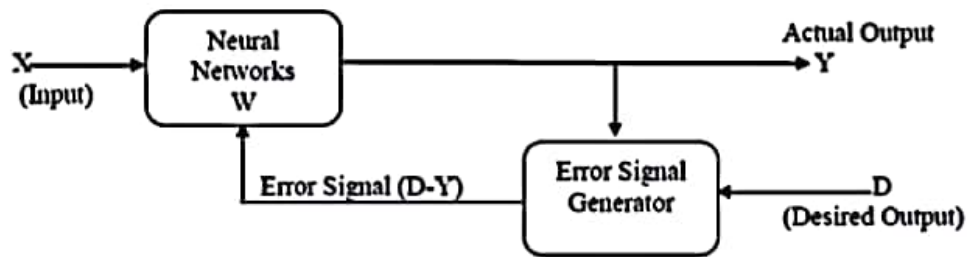 Neural
Networks
W
X
(Input)
Actual Output
Y
Error Signal (D-Y)
Error Signal
Generator
D
(Desired Output)